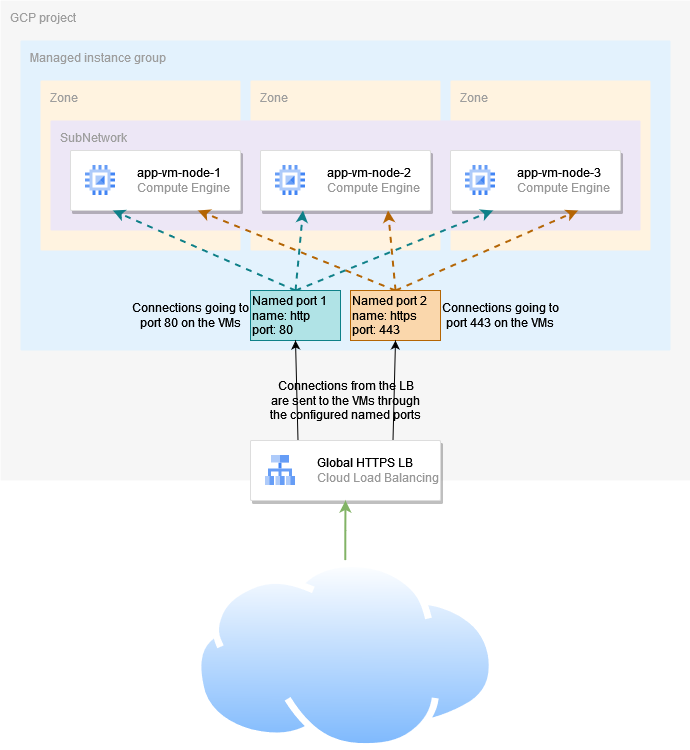 GCP project
Managed instance group
Zone
Zone
Zone
SubNetwork
app-vm-node-1
Compute Engine
app-vm-node-2
Compute Engine
app-vm-node-3
Compute Engine
Connections going to
port 80 on the VMs
Named port 1
name: http
port: 80
Named port 2
name: https
port: 443
Connections going to
port 443 on the VMs
Connections from the LB
are sent to the VMs through
the configured named ports
Global HTTPS LB
Cloud Load Balancing